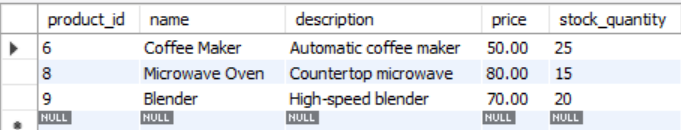 product_id name description price stock_quantity
6 Coffee Maker Automatic coffee maker 50.00 25
8 Microwave Oven Countertop microwave 80.00 15
9 Blender High-speed blender 70.00 20
NULL NULL NULL NULL NULL